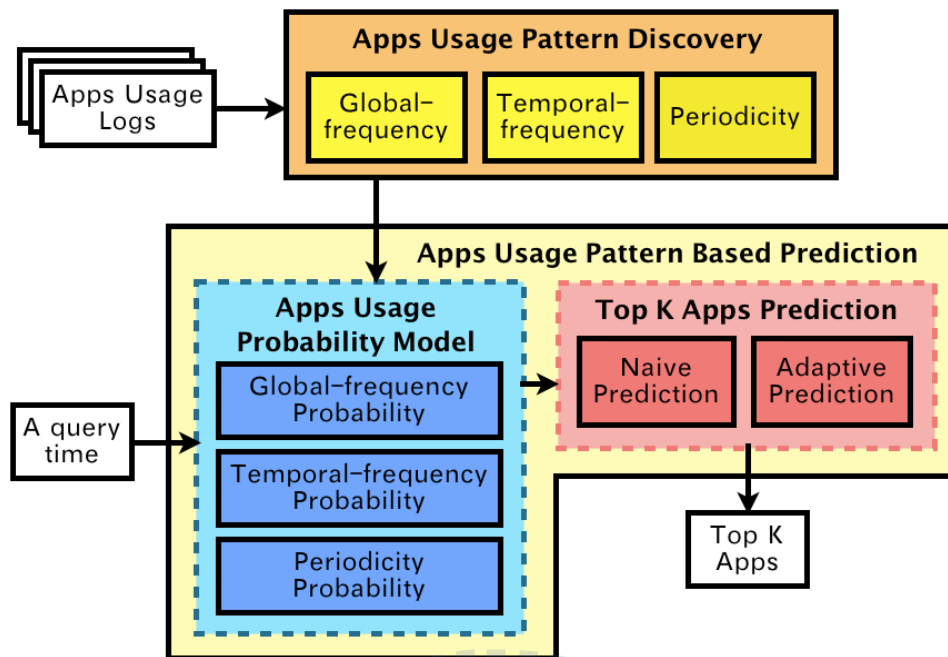 Apps Usage Pattern Discovery
Apps Usage
Logs
Global-
frequency
Temporal-
frequency
Periodicity
Apps Usage Pattern Based Prediction
Apps Usage
Probability Model
Global-frequency
Probability
Temporal-frequency
Probability
Periodicity
Probability
Top K Apps Prediction
Naive
Prediction
Adaptive
Prediction
A query
time
Top K
Apps